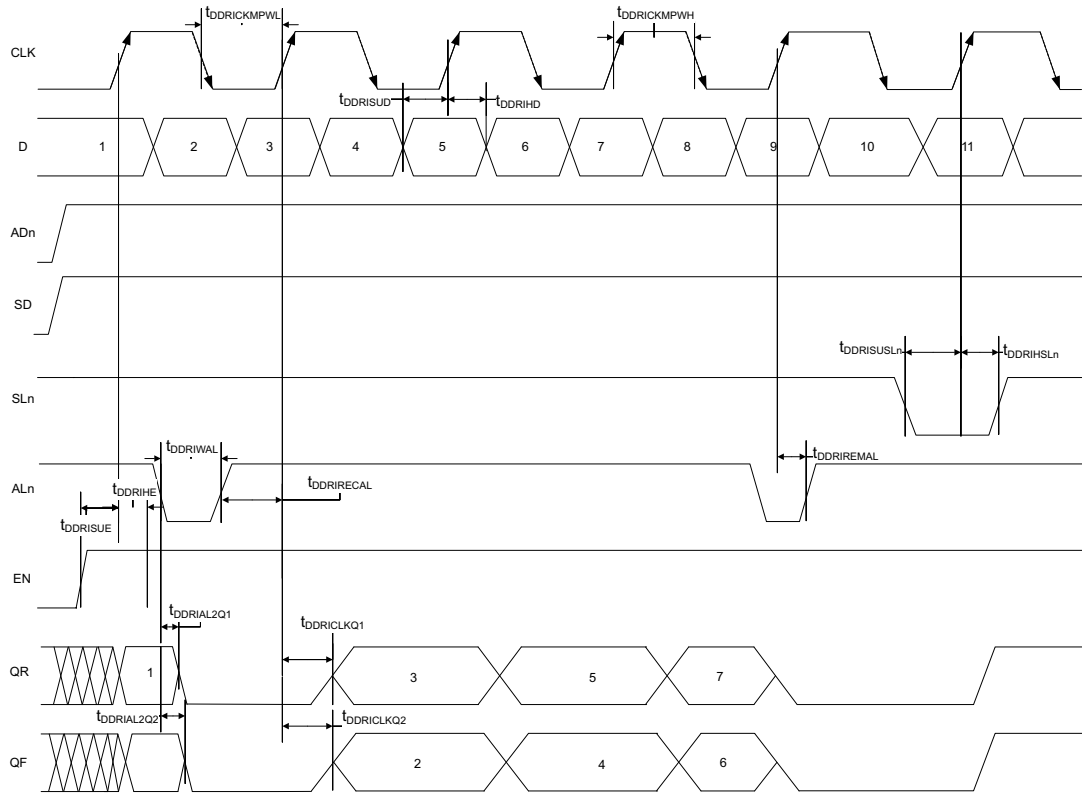 tDDRICKMPWL
tDDRICKMPWH
CLK
tDDRISUD
tDDRIHD
D
1 2 3 4 5 6 7 8 9 10 11
ADn
SD
tDDRISUSLn
tDDRIHSLn
SLn
tDDRIWAL
ALn
tDDRIREMAL
tDDRIHE
tDDRIRECAL
tDDRISUE
EN
tDDRIAL2Q1
tDDRICLKQ1
QR
1 3 5 7
tDDRIAL2Q2
tDDRICLKQ2
QF
2 4 6